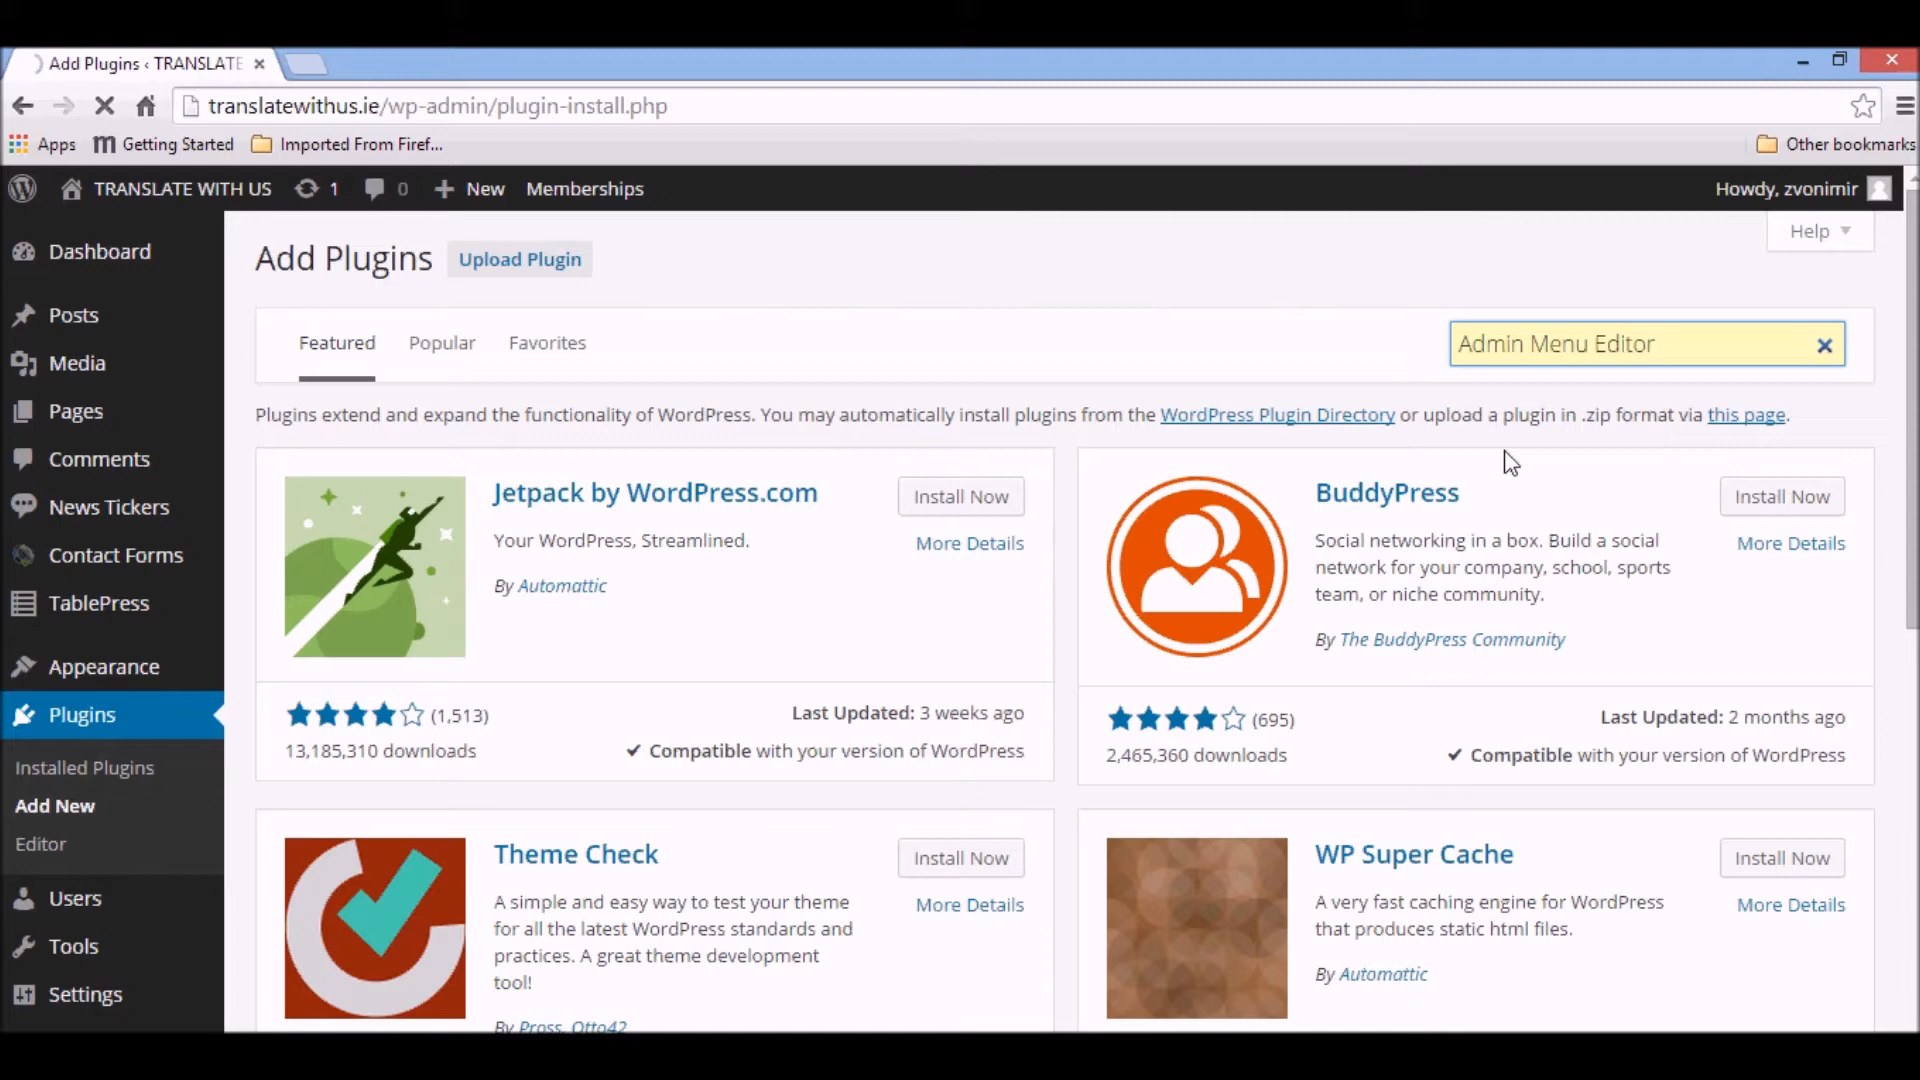 Add Plugins ‹ TRANSLATE
translatewithus.ie/wp-admin/plugin-install.php
Apps Getting Started Imported From Firef... Other bookmarks
TRANSLATE WITH US 1 0 New Memberships Howdy, zvonimir
Help
Dashboard
Posts
Media
Pages
Comments
News Tickers
Contact Forms
TablePress
Appearance
Plugins
Installed Plugins
Add New
Editor
Users
Tools
Settings
Add Plugins Upload Plugin
Featured Popular Favorites Admin Menu Editor
Plugins extend and expand the functionality of WordPress. You may automatically install plugins from the WordPress Plugin Directory or upload a plugin in .zip format via this page.
Jetpack by WordPress.com
Install Now
Your WordPress, Streamlined.
More Details
By Automattic
(1,513)
Last Updated: 3 weeks ago
13,185,310 downloads
Compatible with your version of WordPress
BuddyPress
Install Now
Social networking in a box. Build a social
network for your company, school, sports
team, or niche community.
More Details
By The BuddyPress Community
(695)
Last Updated: 2 months ago
2,465,360 downloads
Compatible with your version of WordPress
Theme Check
Install Now
A simple and easy way to test your theme
for all the latest WordPress standards and
practices. A great theme development
tool!
More Details
By Pross, Otto42
WP Super Cache
Install Now
A very fast caching engine for WordPress
that produces static html files.
More Details
By Automattic